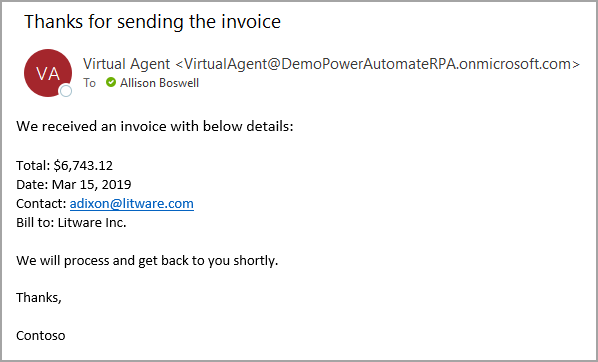 Thanks for sending the invoice
VA
Virtual Agent <VirtualAgent@DemoPowerAutomateRPA.onmicrosoft.com>
To Allison Boswell
We received an invoice with below details:
Total: $6,743.12
Date: Mar 15, 2019
Contact: adixon@litware.com
Bill to: Litware Inc.
We will process and get back to you shortly.
Thanks,
Contoso